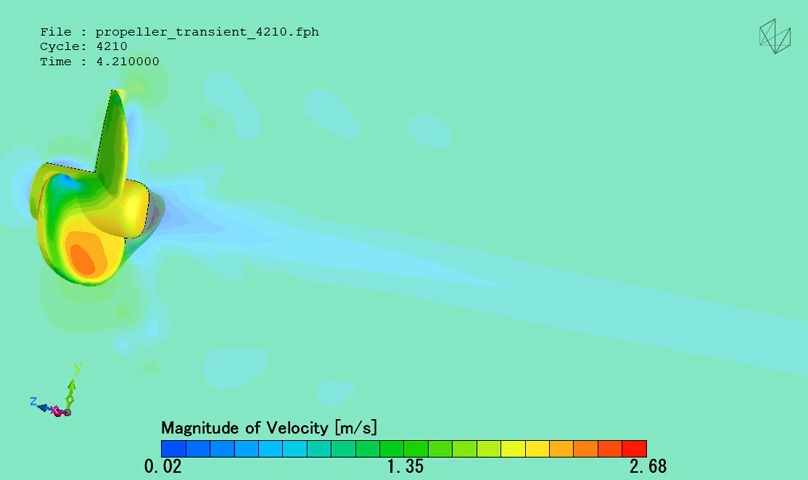 File : propeller_transient_4210.fph
Cycle: 4210
Time : 4.210000
y
z
Magnitude of Velocity [m/s]
0.02 1.35 2.68